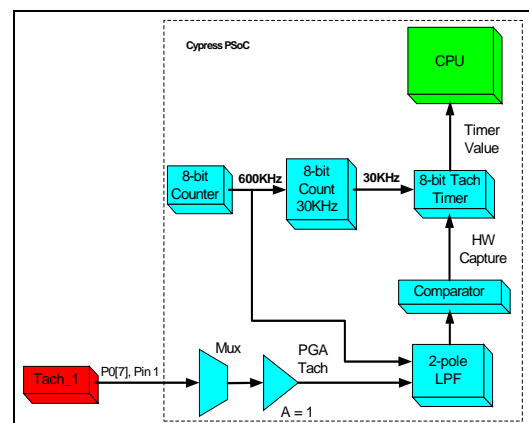 Cypress PSoC
CPU
Timer
Value
8-bit
Counter
600KHz
8-bit
Count
30KHz
30KHz
8-bit Tach
Timer
HW
Capture
Comparator
Mux
PGA
Tach
2-pole
LPF
Tach_1
P0[7], Pin 1
A = 1